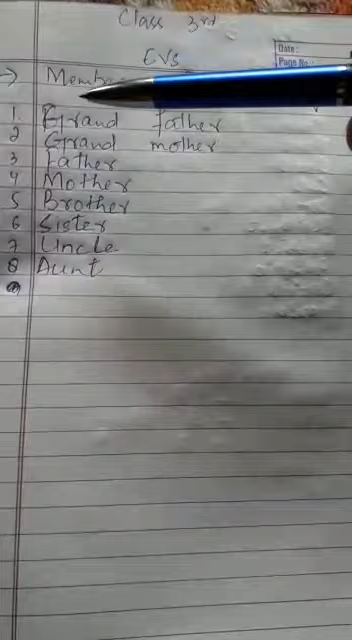 Class 3rd
EVS
Date:
Page No.
→ Membe
1. Grand father
2 Grand mother
3 Father
4 Mother
5 Brother
6 Sister
7 Uncle
8 Aunt